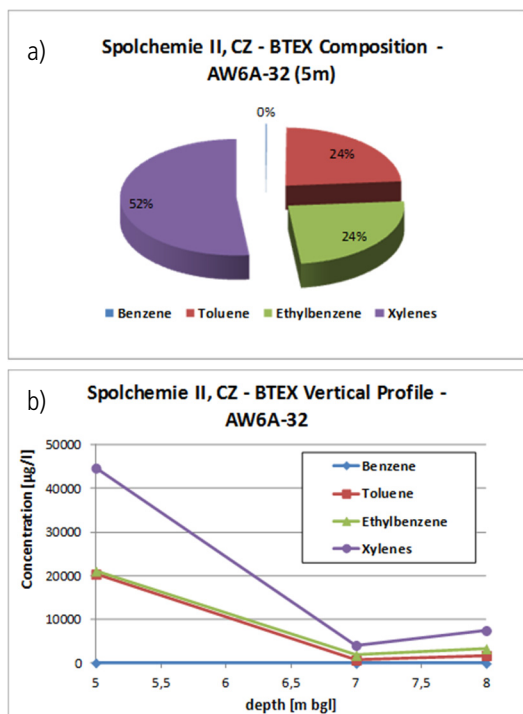 a)
Spolchemie II, CZ - BTEX Composition -
AW6A-32 (5m)
0%
24%
52%
24%
Benzene Toluene Ethylbenzene Xylenes
b)
Spolchemie II, CZ - BTEX Vertical Profile -
AW6A-32
Concentration [µg/l]
50000
40000
30000
20000
10000
0
Benzene
Toluene
Ethylbenzene
Xylenes
5 5,5 6 6,5 7 7,5 8
depth [m bgl]